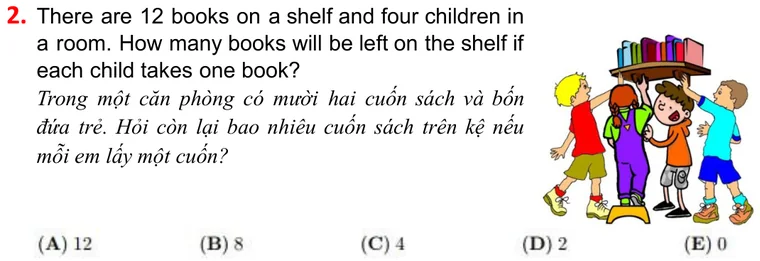 2. There are 12 books on a shelf and four children in
a room. How many books will be left on the shelf if
each child takes one book?
Trong một căn phòng có mười hai cuốn sách và bốn
đứa trẻ. Hỏi còn lại bao nhiêu cuốn sách trên kệ nếu
mỗi em lấy một cuốn?
(A) 12 (B) 8 (C) 4 (D) 2 (E) 0